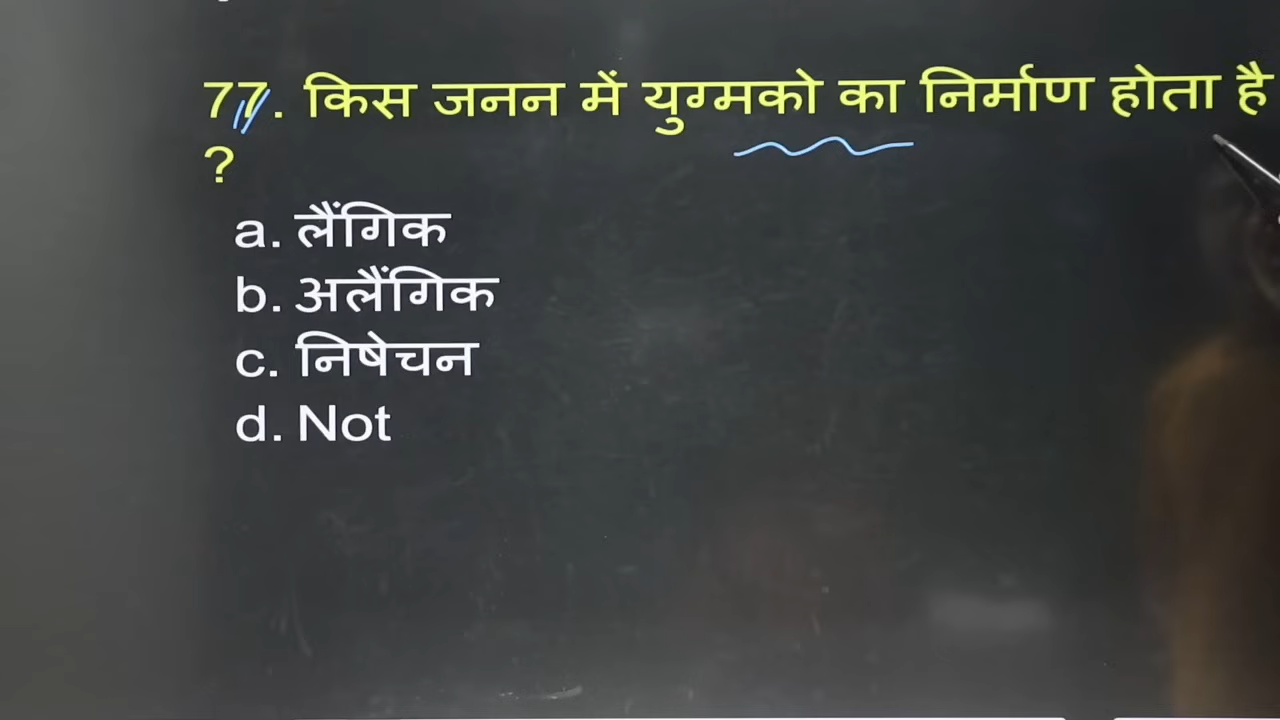 77. किस जनन में युग्मको का निर्माण होता है
?
a. लैंगिक
b. अलैंगिक
c. निषेचन
d. Not